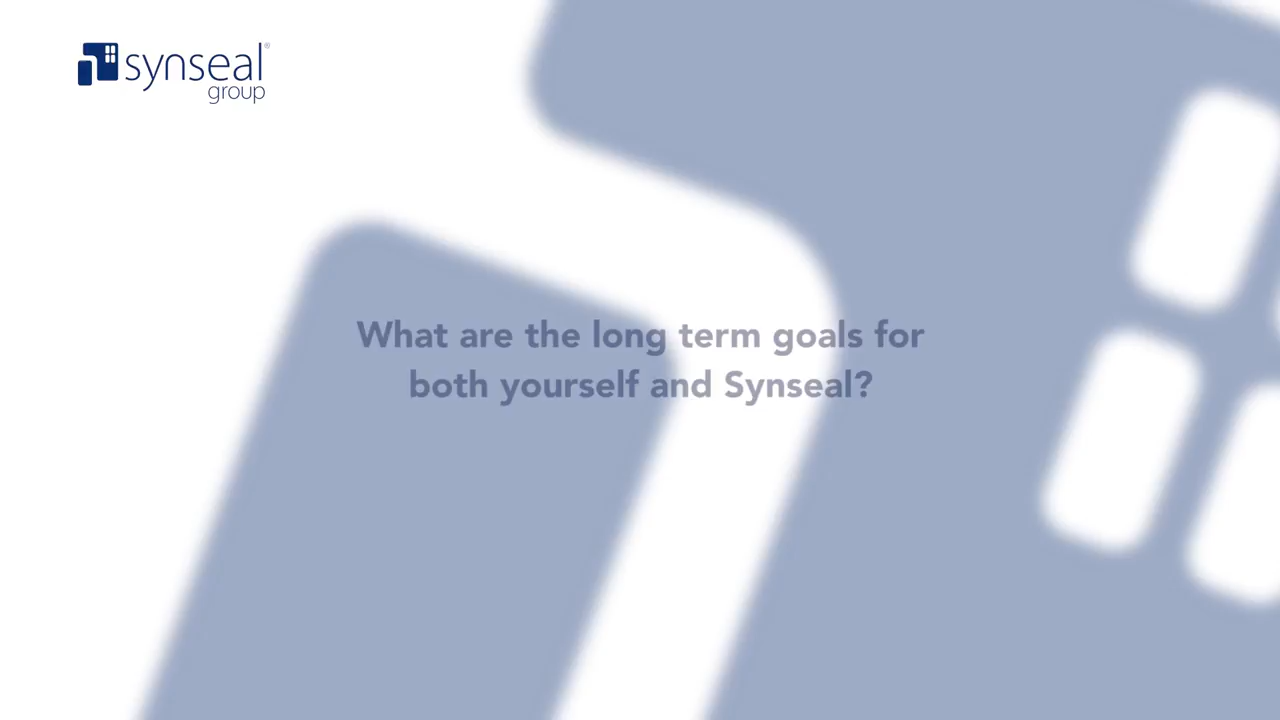 synseal®
group
What are the long term goals for
both yourself and Synseal?